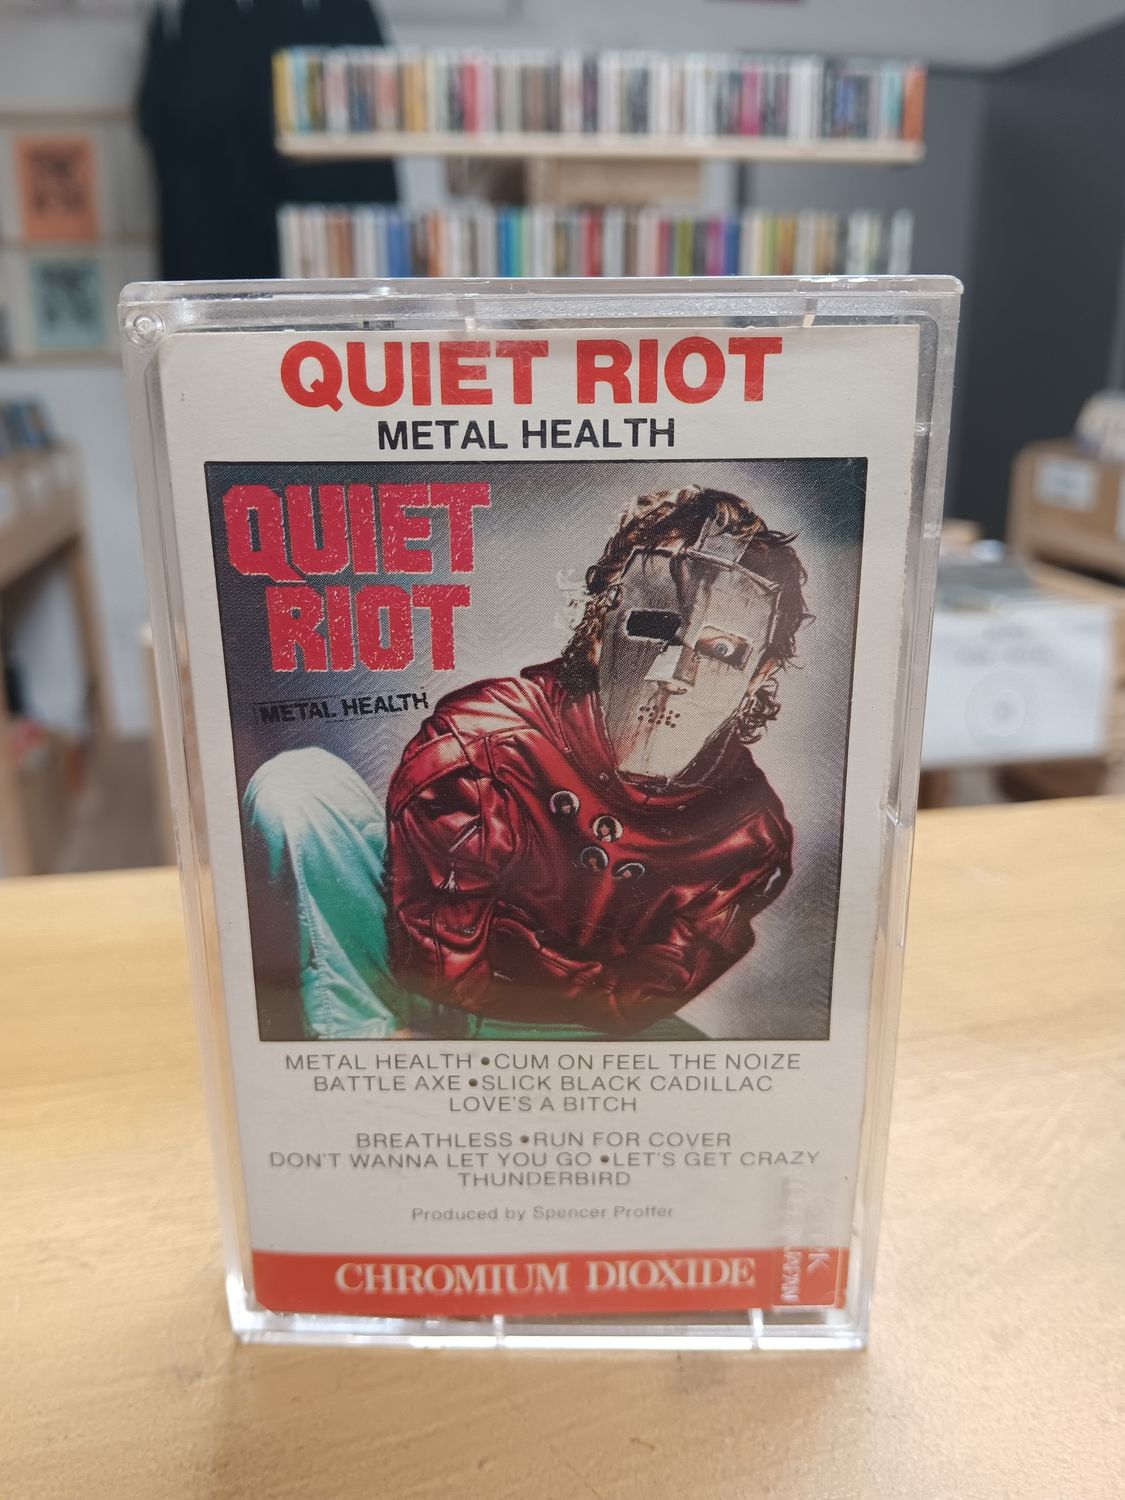 QUIET RIOT
METAL HEALTH
QUIET
RIOT
METAL HEALTH
METAL HEALTH • CUM ON FEEL THE NOIZE
BATTLE AXE • SLICK BLACK CADILLAC
LOVE'S A BITCH
BREATHLESS • RUN FOR COVER
DON'T WANNA LET YOU GO • LET'S GET CRAZY
THUNDERBIRD
Produced by Spencer Proffer
CHROMIUM DIOXIDE
JAPAN